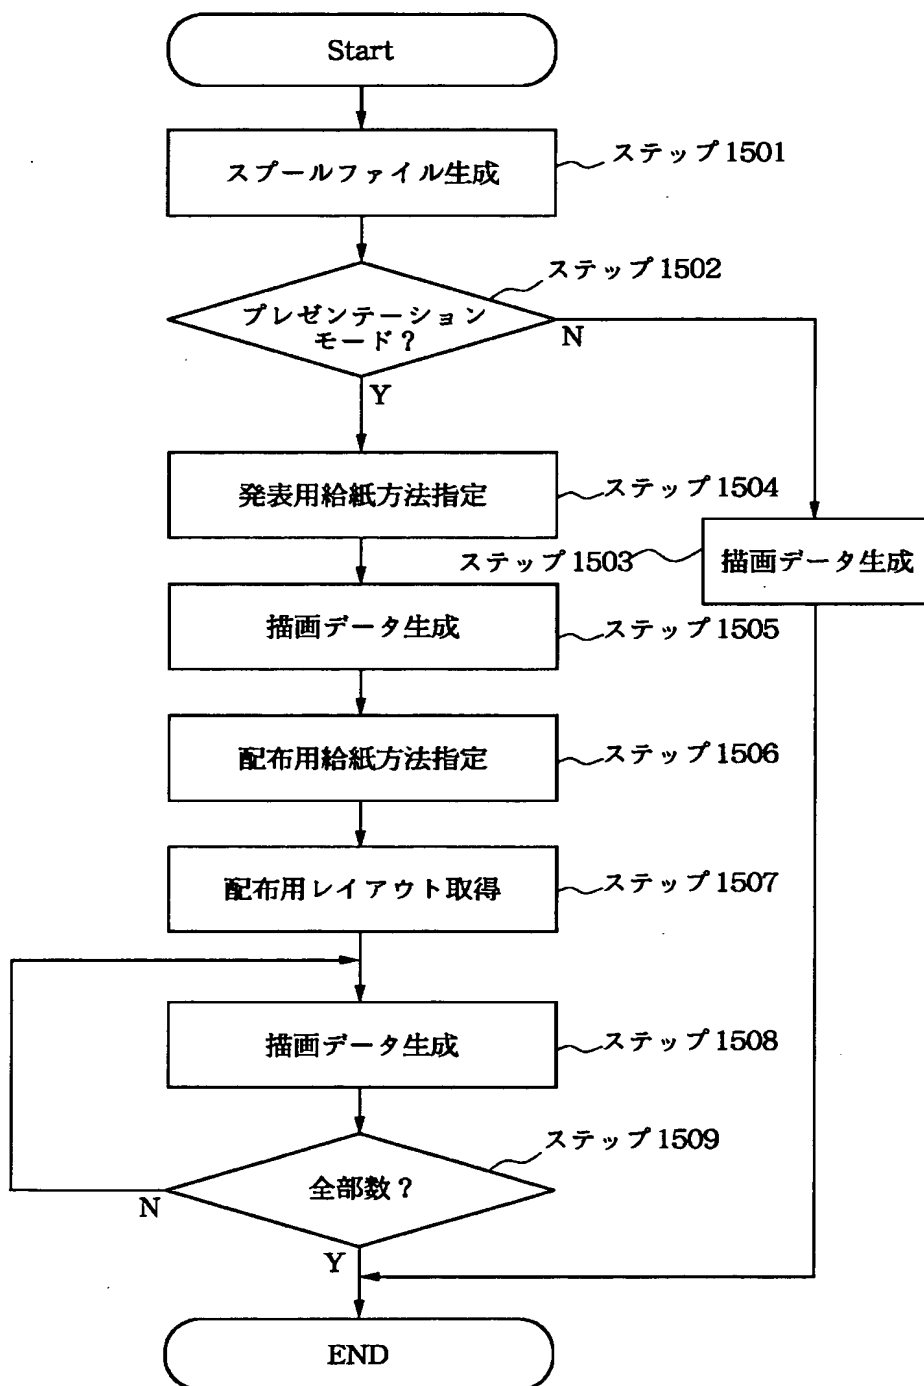 Start
スプールファイル生成
ステップ1501
ステップ1502
プレゼンテーション
モード?
N
Y
発表用給紙方法指定
ステップ1504
ステップ1503
描画データ生成
描画データ生成
ステップ1505
配布用給紙方法指定
ステップ1506
配布用レイアウト取得
ステップ1507
描画データ生成
ステップ1508
ステップ1509
全部数?
N
Y
END